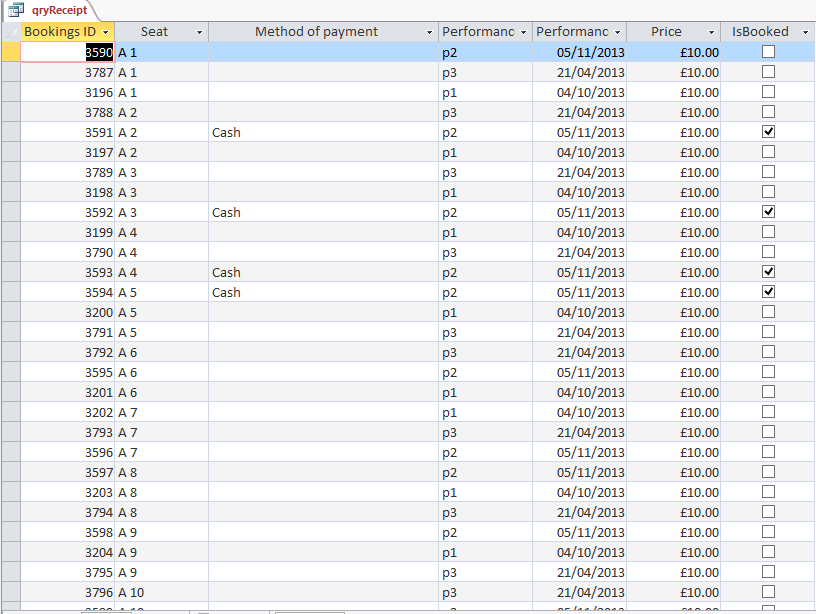 qryReceipt
Bookings ID Seat Method of payment Performanc Performanc Price IsBooked
3590 A 1 p2 05/11/2013 £10.00
3787 A 1 p3 21/04/2013 £10.00
3196 A 1 p1 04/10/2013 £10.00
3788 A 2 p3 21/04/2013 £10.00
3591 A 2 Cash p2 05/11/2013 £10.00
3197 A 2 p1 04/10/2013 £10.00
3789 A 3 p3 21/04/2013 £10.00
3198 A 3 p1 04/10/2013 £10.00
3592 A 3 Cash p2 05/11/2013 £10.00
3199 A 4 p1 04/10/2013 £10.00
3790 A 4 p3 21/04/2013 £10.00
3593 A 4 Cash p2 05/11/2013 £10.00
3594 A 5 Cash p2 05/11/2013 £10.00
3200 A 5 p1 04/10/2013 £10.00
3791 A 5 p3 21/04/2013 £10.00
3792 A 6 p3 21/04/2013 £10.00
3595 A 6 p2 05/11/2013 £10.00
3201 A 6 p1 04/10/2013 £10.00
3202 A 7 p1 04/10/2013 £10.00
3793 A 7 p3 21/04/2013 £10.00
3596 A 7 p2 05/11/2013 £10.00
3597 A 8 p2 05/11/2013 £10.00
3203 A 8 p1 04/10/2013 £10.00
3794 A 8 p3 21/04/2013 £10.00
3598 A 9 p2 05/11/2013 £10.00
3204 A 9 p1 04/10/2013 £10.00
3795 A 9 p3 21/04/2013 £10.00
3796 A 10 p3 21/04/2013 £10.00